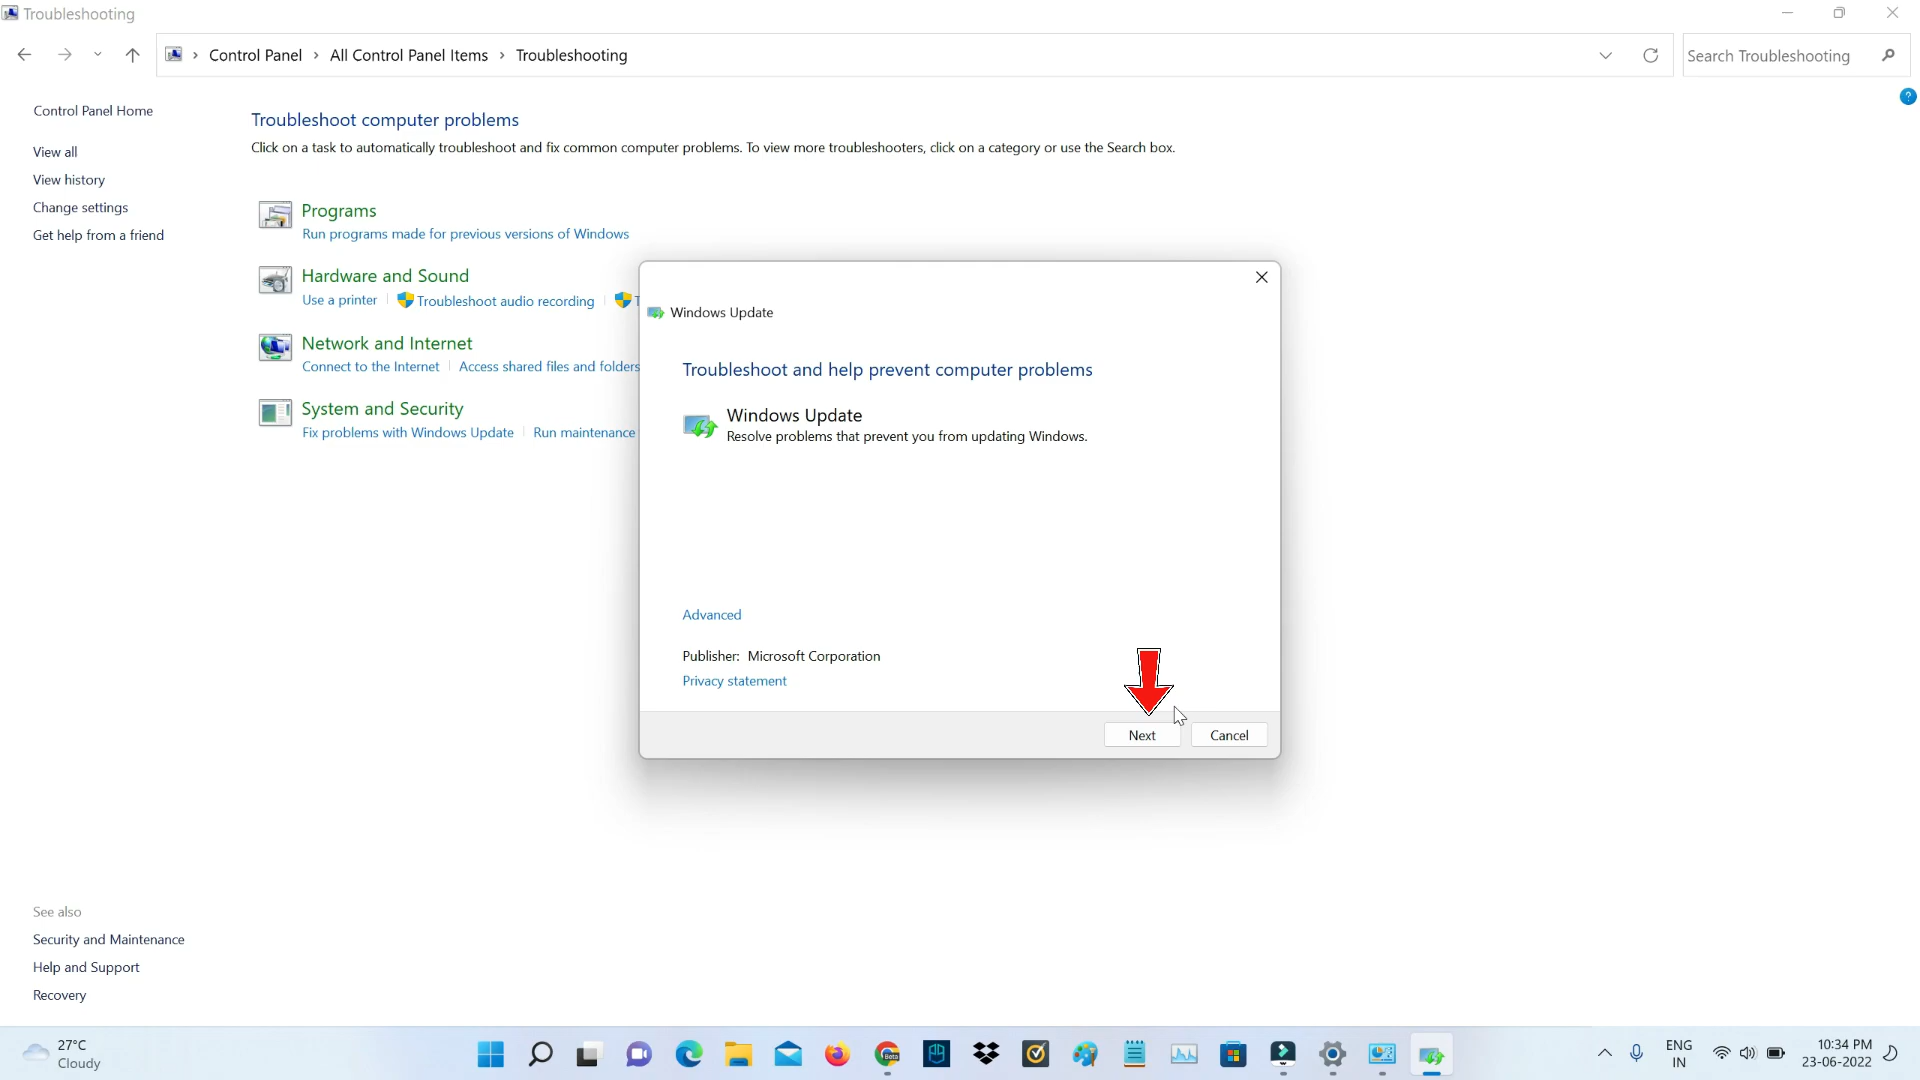 Troubleshooting
Control Panel > All Control Panel Items > Troubleshooting
Search Troubleshooting
Control Panel Home
View all
View history
Change settings
Get help from a friend
Troubleshoot computer problems
Click on a task to automatically troubleshoot and fix common computer problems. To view more troubleshooters, click on a category or use the Search box.
Programs
Run programs made for previous versions of Windows
Hardware and Sound
Use a printer
Troubleshoot audio recording
Network and Internet
Connect to the Internet
Access shared files and folders
System and Security
Fix problems with Windows Update
Run maintenance
Windows Update
Troubleshoot and help prevent computer problems
Windows Update
Resolve problems that prevent you from updating Windows.
Advanced
Publisher: Microsoft Corporation
Privacy statement
Next
Cancel
See also
Security and Maintenance
Help and Support
Recovery
27°C
Cloudy
Beta
ENG
IN
10:34 PM
23-06-2022